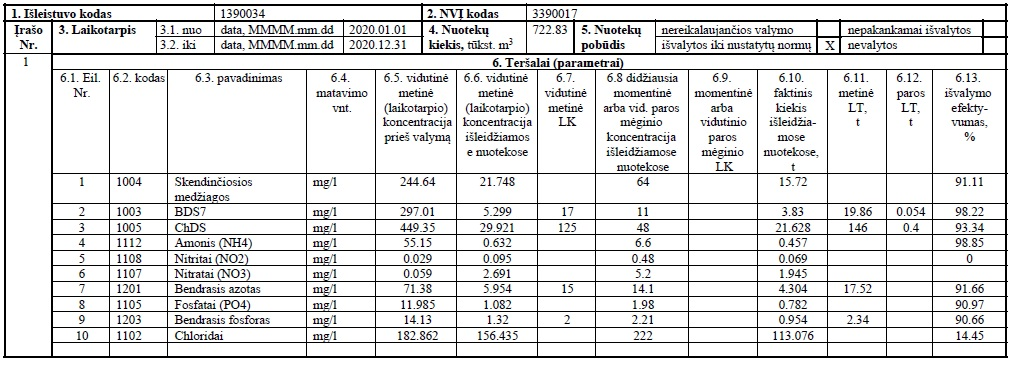 1. Išleistuvo kodas 1390034 2. NVĮ kodas 3390017
Įrašo Nr. 3. Laikotarpis 3.1. nuo data, MMMM.mm.dd 2020.01.01 4. Nuotekų kiekis, tūkst. m³ 722.83 5. Nuotekų pobūdis nereikalaujančios valymo nepakankamai išvalytos
3.2. iki data, MMMM.mm.dd 2020.12.31 išvalytos iki nustatytų normų X nevalytos
1 6. Teršalai (parametrai)
6.1. Eil. Nr. 6.2. kodas 6.3. pavadinimas 6.4. matavimo vnt. 6.5. vidutinė metinė (laikotarpio) koncentracija prieš valymą 6.6. vidutinė metinė (laikotarpio) koncentracija išleidžiamos e nuotekose 6.7. vidutinė metinė LK 6.8 didžiausia momentinė arba vid. paros mėginio koncentracija išleidžiamose nuotekose 6.9. momentinė arba vidutinio paros mėginio LK 6.10. faktinis kiekis išleidžia- mose nuotekose, t 6.11. metinė LT, t 6.12. paros LT, t 6.13. išvalymo efekty- vumas, %
1 1004 Skendinčiosios medžiagos mg/l 244.64 21.748 64 15.72 91.11
2 1003 BDS7 mg/l 297.01 5.299 17 11 3.83 19.86 0.054 98.22
3 1005 ChDS mg/l 449.35 29.921 125 48 21.628 146 0.4 93.34
4 1112 Amonis (NH4) mg/l 55.15 0.632 6.6 0.457 98.85
5 1108 Nitritai (NO2) mg/l 0.029 0.095 0.48 0.069 0
6 1107 Nitratai (NO3) mg/l 0.059 2.691 5.2 1.945
7 1201 Bendrasis azotas mg/l 71.38 5.954 15 14.1 4.304 17.52 91.66
8 1105 Fosfatai (PO4) mg/l 11.985 1.082 1.98 0.782 90.97
9 1203 Bendrasis fosforas mg/l 14.13 1.32 2 2.21 0.954 2.34 90.66
10 1102 Chloridai mg/l 182.862 156.435 222 113.076 14.45